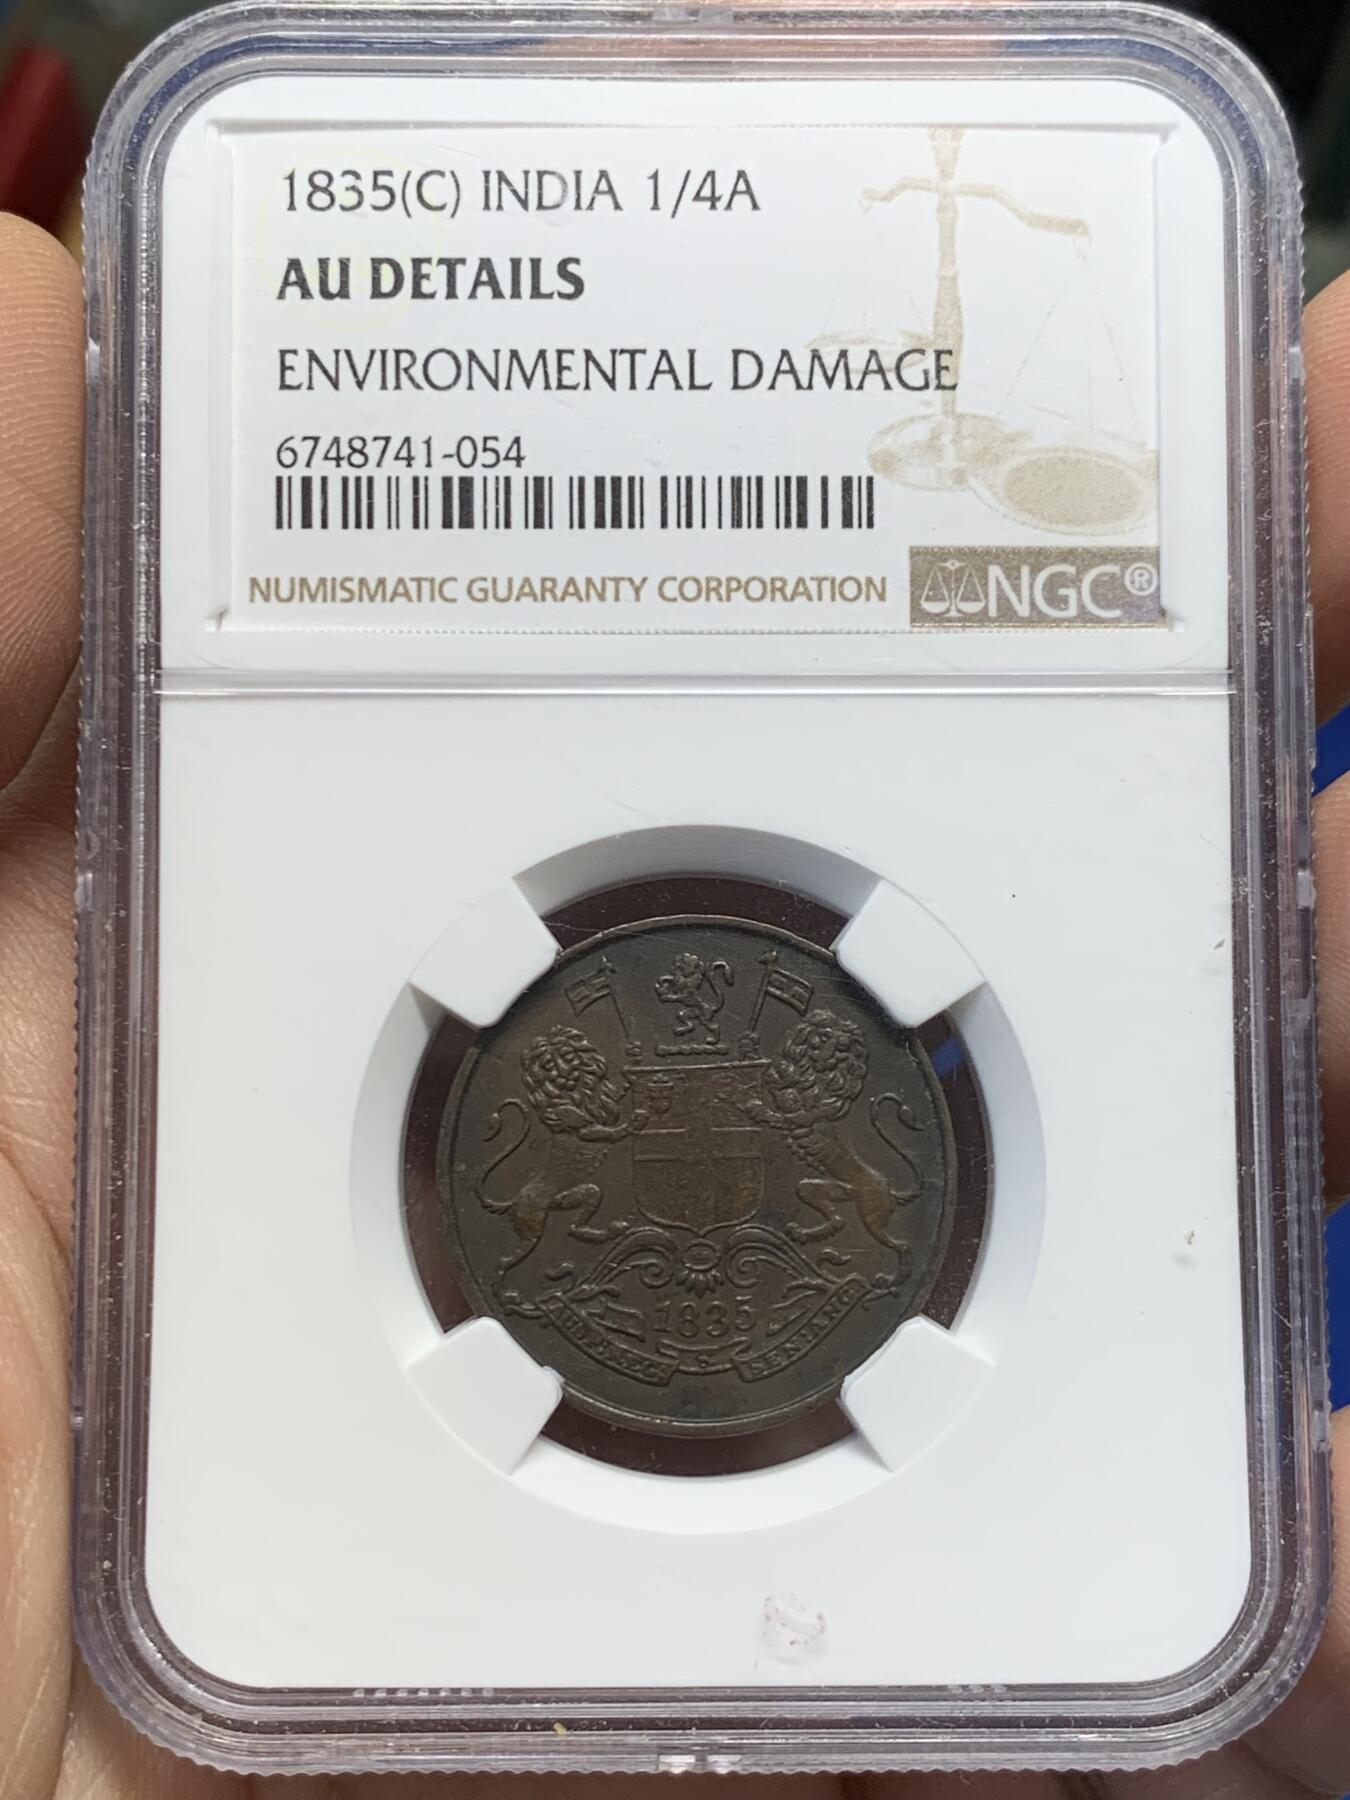 1835(C) INDIA 1/4A
AU DETAILS
ENVIRONMENTAL DAMAGE
6748741-054
NUMISMATIC GUARANTY CORPORATION
NGC®
1835